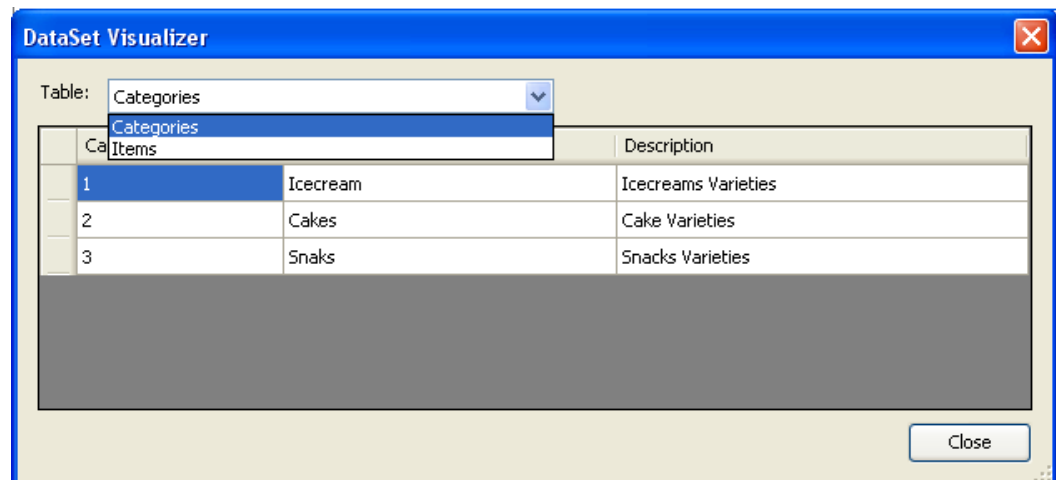 DataSet Visualizer
Table: Categories
Categories
Items
Ca Description
1 Icecream Icecreams Varieties
2 Cakes Cake Varieties
3 Snaks Snacks Varieties
Close